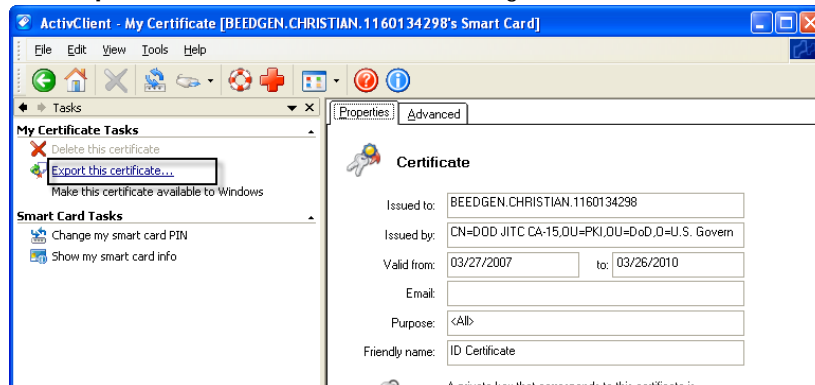 ActivClient - My Certificate [BEEDGEN.CHRISTIAN.1160134298's Smart Card]
File Edit View Tools Help
Tasks
My Certificate Tasks
Delete this certificate
Export this certificate...
Make this certificate available to Windows
Smart Card Tasks
Change my smart card PIN
Show my smart card info
Properties Advanced
Certificate
Issued to: BEEDGEN.CHRISTIAN.1160134298
Issued by: CN=DOD JITC CA-15,OU=PKI,OU=DoD,O=U.S. Govern
Valid from: 03/27/2007 to: 03/26/2010
Email:
Purpose: <All>
Friendly name: ID Certificate